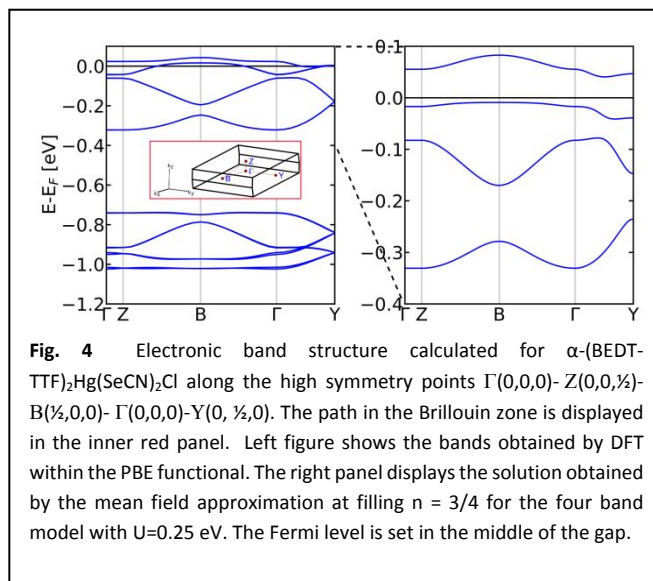 0.0
−0.2
−0.4
−0.6
−0.8
−1.0
−1.2
E-E_F [eV]
Γ Z B Γ Y
k_z
k_x
k_y
Z
Γ
B
Y
0.1
0.0
−0.1
−0.2
−0.3
−0.4
Γ Z B Γ Y
Fig. 4 Electronic band structure calculated for α-(BEDT-
TTF)₂Hg(SeCN)₂Cl along the high symmetry points Γ(0,0,0)- Z(0,0,½)-
B(½,0,0)- Γ(0,0,0)-Y(0, ½,0). The path in the Brillouin zone is displayed
in the inner red panel. Left figure shows the bands obtained by DFT
within the PBE functional. The right panel displays the solution obtained
by the mean field approximation at filling n = 3/4 for the four band
model with U=0.25 eV. The Fermi level is set in the middle of the gap.